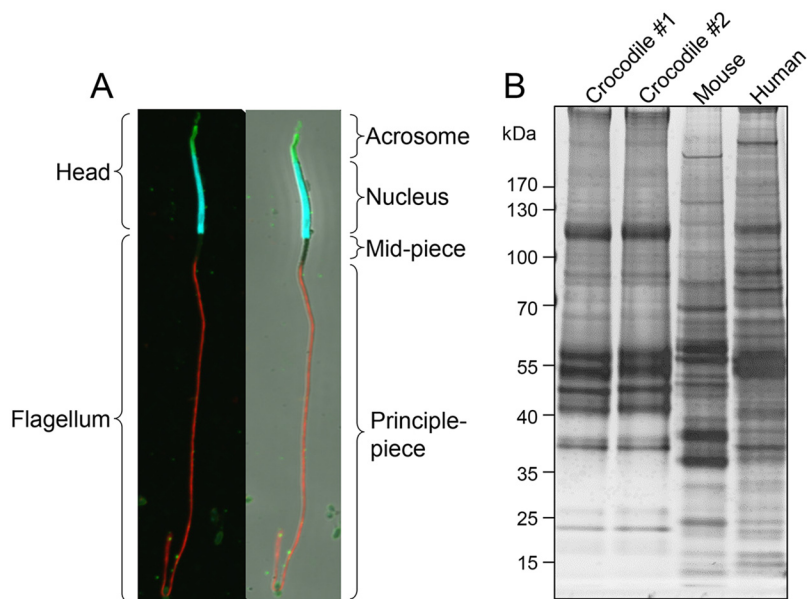 A
Head
Flagellum
Acrosome
Nucleus
Mid-piece
Principle-
piece
B
Crocodile #1
Crocodile #2
Mouse
Human
kDa
170
130
100
70
55
40
35
25
15